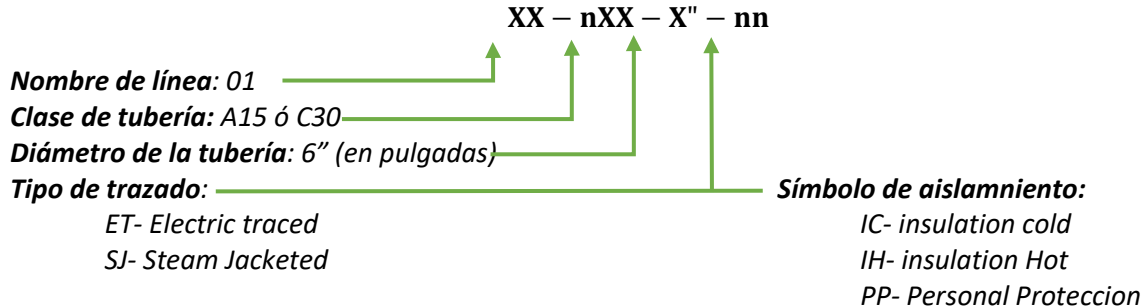 XX – nXX – X" – nn
Nombre de línea: 01
Clase de tubería: A15 ó C30
Diámetro de la tubería: 6” (en pulgadas)
Tipo de trazado:
ET- Electric traced
SJ- Steam Jacketed
Símbolo de aislamniento:
IC- insulation cold
IH- insulation Hot
PP- Personal Proteccion